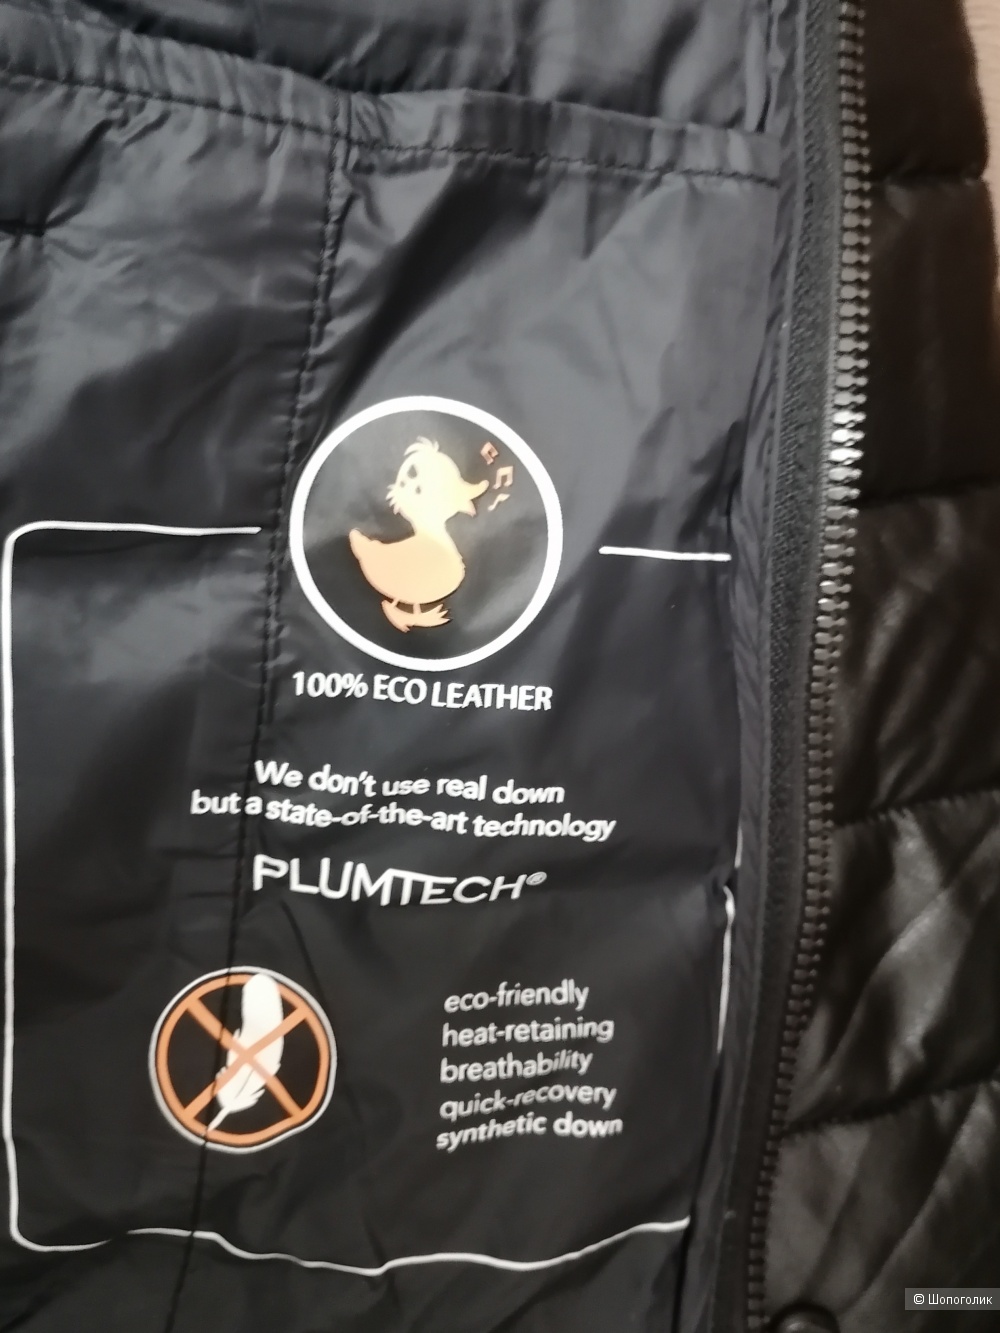 100% ECO LEATHER
We don't use real down
but a state-of-the-art technology
PLUMTECH®
eco-friendly
heat-retaining
breathability
quick-recovery
synthetic down
© Шопоголик